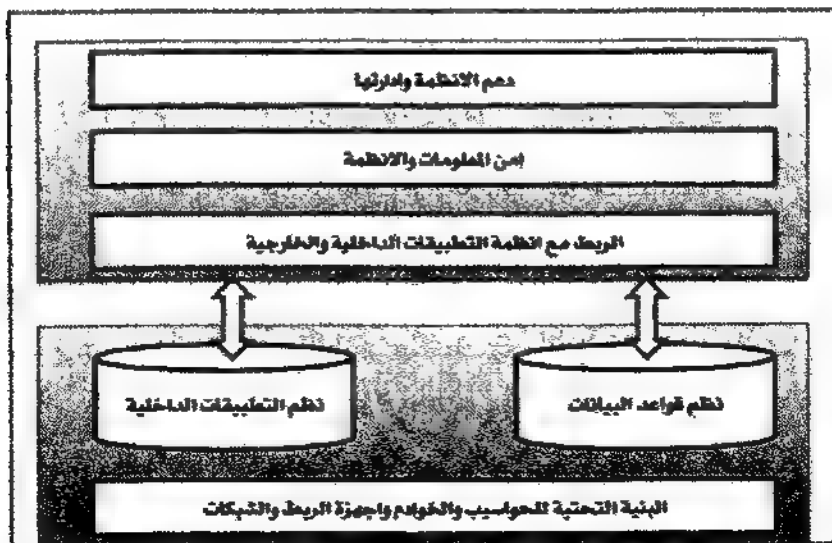 دعم الانظمة وادارتها
امن المعلومات والانظمة
الربط مع انظمة التطبيقات الداخلية والخارجية
نظم قواعد البيانات
نظم التطبيقات الداخلية
البنية التحتية للحواسيب والخوادم واجهزة الربط والشبكات